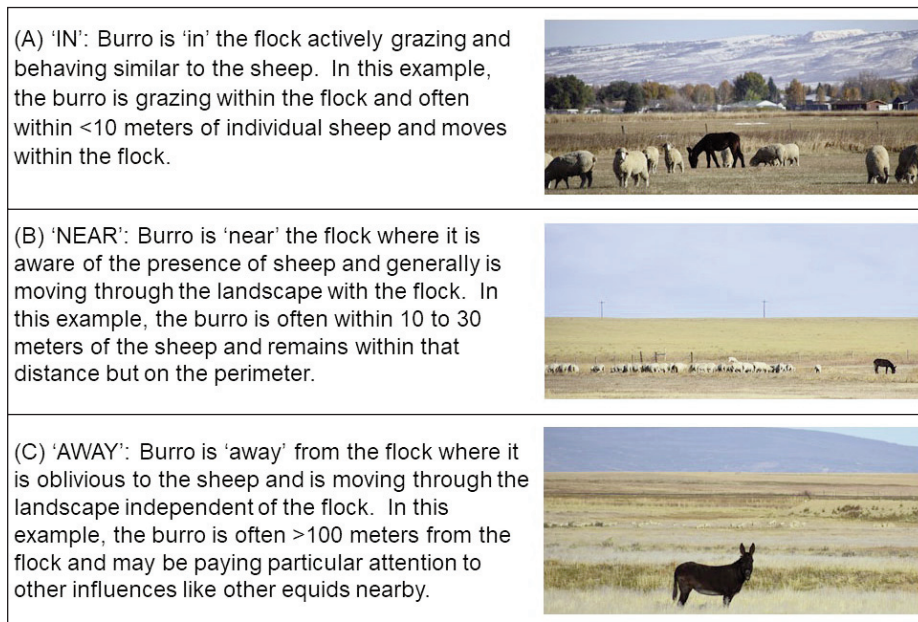 (A) ‘IN’: Burro is ‘in’ the flock actively grazing and
behaving similar to the sheep. In this example,
the burro is grazing within the flock and often
within <10 meters of individual sheep and moves
within the flock.
(B) ‘NEAR’: Burro is ‘near’ the flock where it is
aware of the presence of sheep and generally is
moving through the landscape with the flock. In
this example, the burro is often within 10 to 30
meters of the sheep and remains within that
distance but on the perimeter.
(C) ‘AWAY’: Burro is ‘away’ from the flock where it
is oblivious to the sheep and is moving through the
landscape independent of the flock. In this
example, the burro is often >100 meters from the
flock and may be paying particular attention to
other influences like other equids nearby.